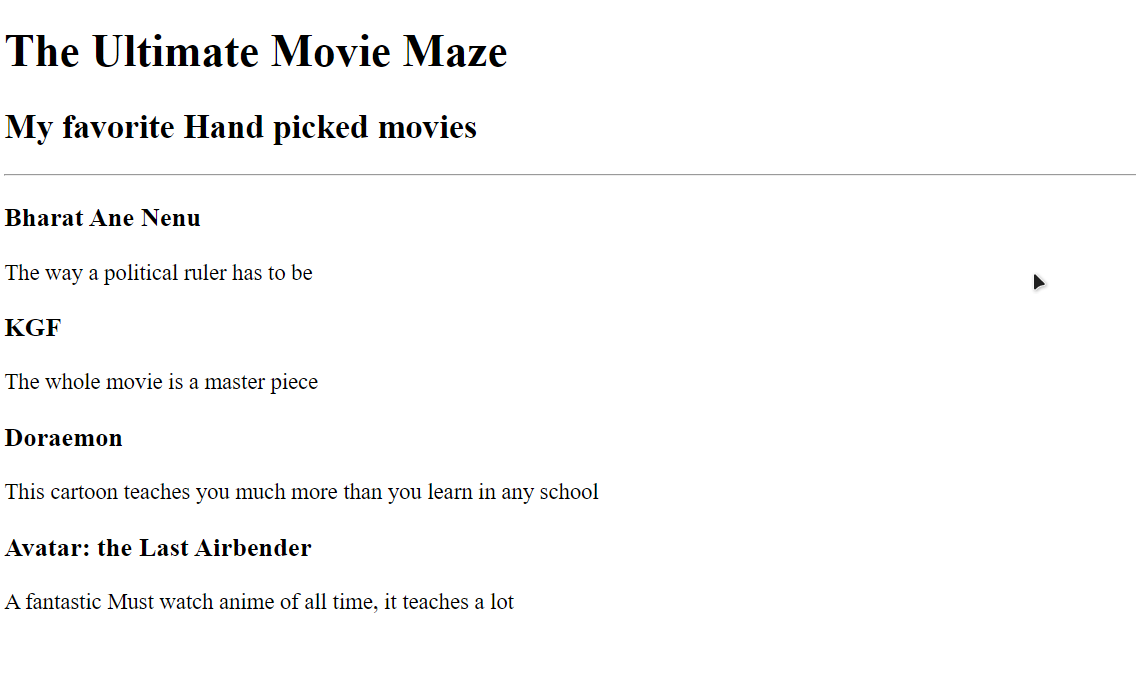 The Ultimate Movie Maze
My favorite Hand picked movies
Bharat Ane Nenu
The way a political ruler has to be
KGF
The whole movie is a master piece
Doraemon
This cartoon teaches you much more than you learn in any school
Avatar: the Last Airbender
A fantastic Must watch anime of all time, it teaches a lot